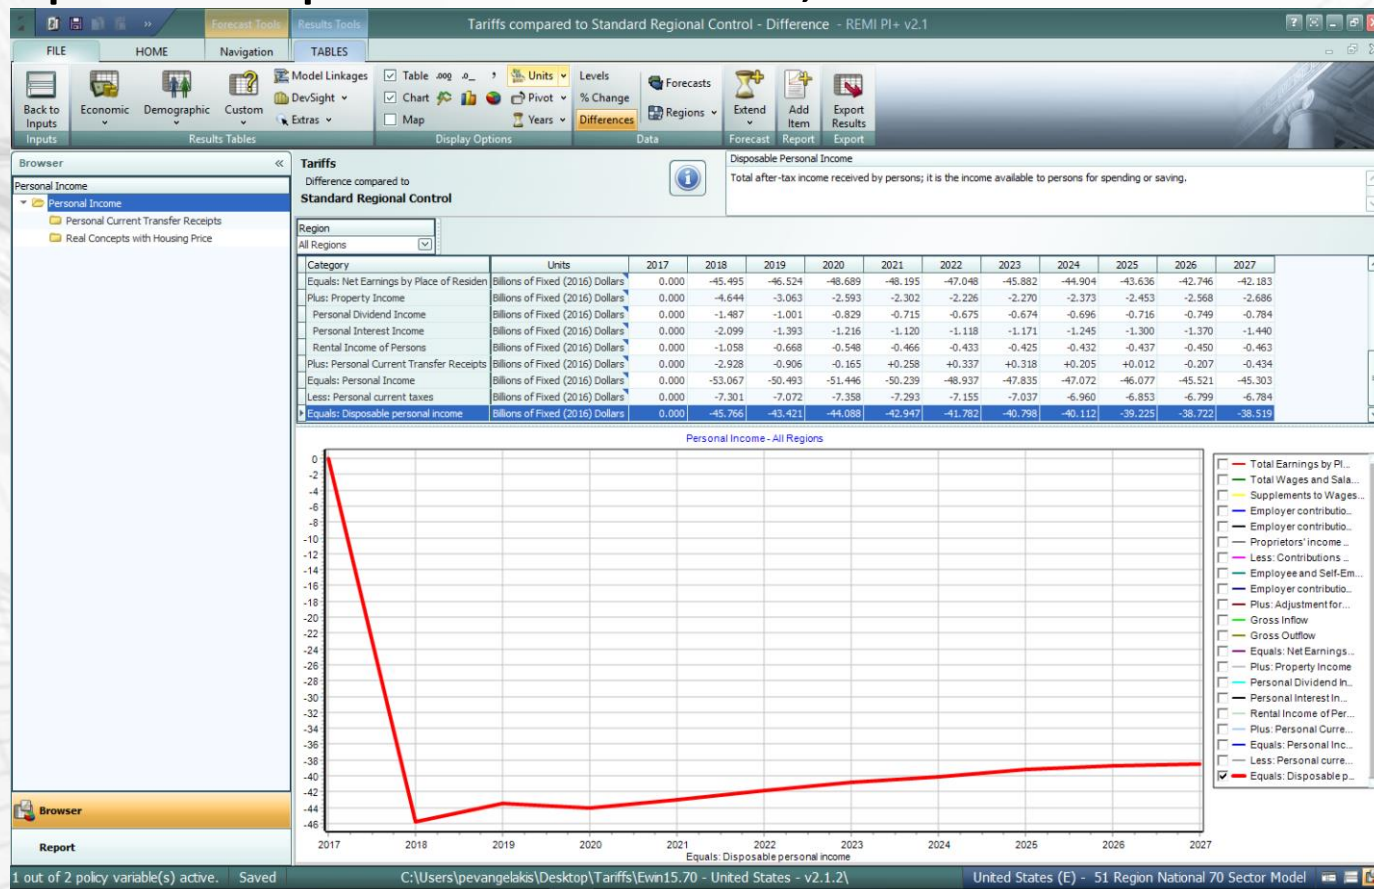 Forecast Tools Results Tools Tariffs compared to Standard Regional Control - Difference - REMI PI+ v2.1
FILE HOME Navigation TABLES
Back to Inputs
Economic Demographic Custom
Model Linkages
DevSight
Extras
Table .000 .0_ , Units
Chart Pivot
Map Years
Levels
% Change
Differences
Forecasts
Regions
Extend
Add Item
Export Results
Inputs Results Tables Display Options Data Forecast Report Export
Browser «
Personal Income
Personal Income
Personal Current Transfer Receipts
Real Concepts with Housing Price
Tariffs
Difference compared to
Standard Regional Control
Disposable Personal Income
Total after-tax income received by persons; it is the income available to persons for spending or saving.
Region
All Regions
Category Units 2017 2018 2019 2020 2021 2022 2023 2024 2025 2026 2027
Equals: Net Earnings by Place of Residen Billions of Fixed (2016) Dollars 0.000 -45.495 -46.524 -48.689 -48.195 -47.048 -45.882 -44.904 -43.636 -42.746 -42.183
Plus: Property Income Billions of Fixed (2016) Dollars 0.000 -4.644 -3.063 -2.593 -2.302 -2.226 -2.270 -2.373 -2.453 -2.568 -2.686
Personal Dividend Income Billions of Fixed (2016) Dollars 0.000 -1.487 -1.001 -0.829 -0.715 -0.675 -0.674 -0.696 -0.716 -0.749 -0.784
Personal Interest Income Billions of Fixed (2016) Dollars 0.000 -2.099 -1.393 -1.216 -1.120 -1.118 -1.171 -1.245 -1.300 -1.370 -1.440
Rental Income of Persons Billions of Fixed (2016) Dollars 0.000 -1.058 -0.668 -0.548 -0.466 -0.433 -0.425 -0.432 -0.437 -0.450 -0.463
Plus: Personal Current Transfer Receipts Billions of Fixed (2016) Dollars 0.000 -2.928 -0.906 -0.165 +0.258 +0.337 +0.318 +0.205 +0.012 -0.207 -0.434
Equals: Personal Income Billions of Fixed (2016) Dollars 0.000 -53.067 -50.493 -51.446 -50.239 -48.937 -47.835 -47.072 -46.077 -45.521 -45.303
Less: Personal current taxes Billions of Fixed (2016) Dollars 0.000 -7.301 -7.072 -7.358 -7.293 -7.155 -7.037 -6.960 -6.853 -6.799 -6.784
Equals: Disposable personal income Billions of Fixed (2016) Dollars 0.000 -45.766 -43.421 -44.088 -42.947 -41.782 -40.798 -40.112 -39.225 -38.722 -38.519
Personal Income - All Regions
0
-2
-4
-6
-8
-10
-12
-14
-16
-18
-20
-22
-24
-26
-28
-30
-32
-34
-36
-38
-40
-42
-44
-46
2017 2018 2019 2020 2021 2022 2023 2024 2025 2026 2027
Equals: Disposable personal income
Total Earnings by Pl...
Total Wages and Sala...
Supplements to Wages...
Employer contributio...
Employer contributio...
Proprietors' income ...
Less: Contributions ...
Employee and Self-Em...
Employer contributio...
Plus: Adjustment for...
Gross Inflow
Gross Outflow
Equals: Net Earnings...
Plus: Property Income
Personal Dividend In...
Personal Interest In...
Rental Income of Per...
Plus: Personal Curre...
Equals: Personal Inc...
Less: Personal curre...
Equals: Disposable p...
Browser
Report
1 out of 2 policy variable(s) active. Saved C:\Users\pevangelakis\Desktop\Tariffs\Ewin15.70 - United States - v2.1.2\ United States (E) - 51 Region National 70 Sector Model